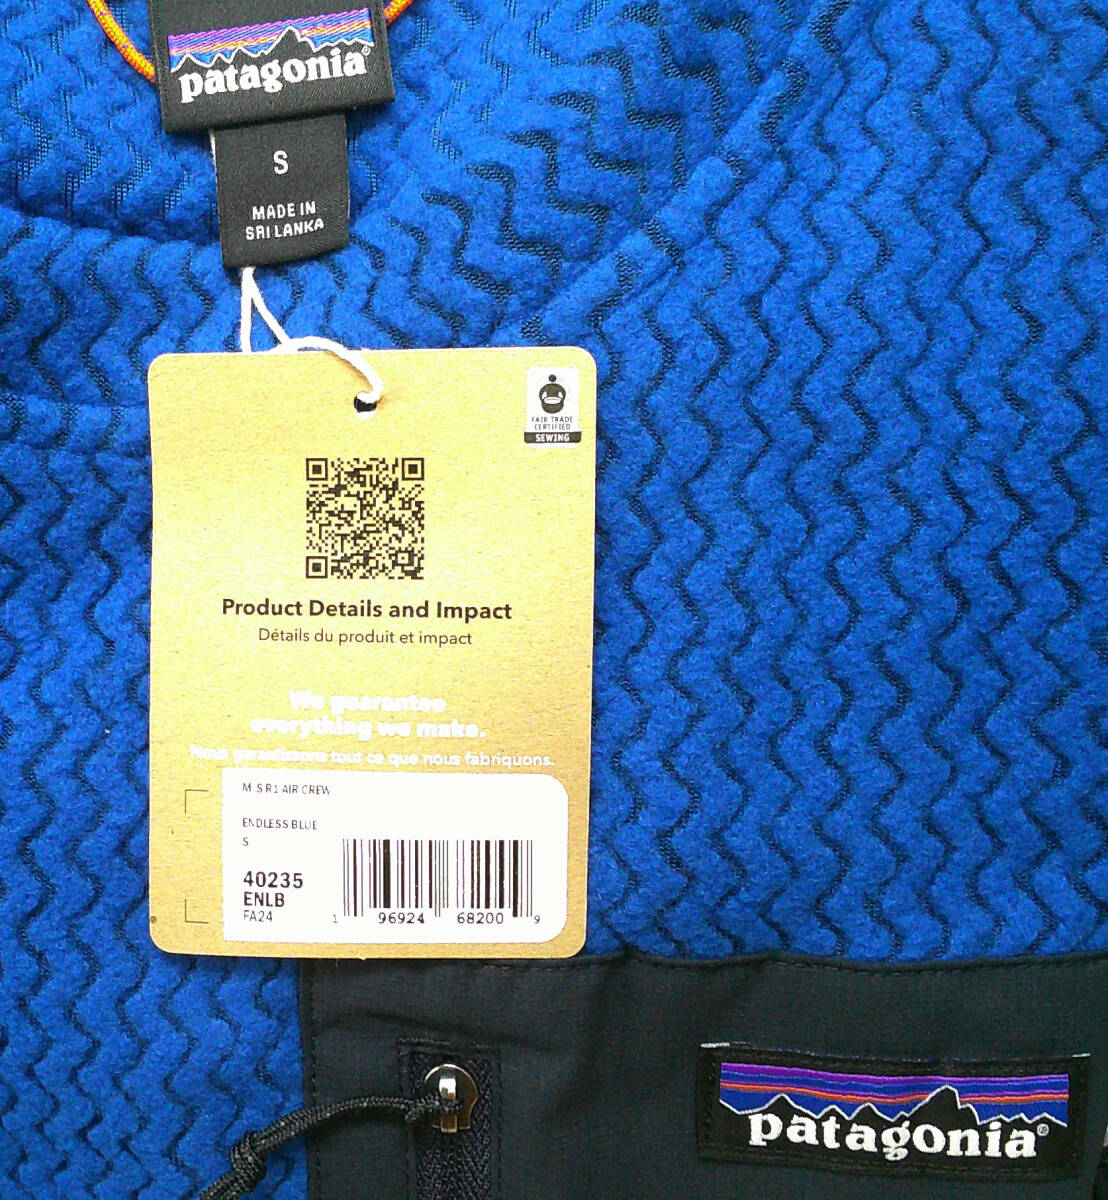 patagonia®
S
MADE IN
SRI LANKA
FAIR TRADE
CERTIFIED
SEWING
Product Details and Impact
Détails du produit et impact
We guarantee
everything we make.
Nous garantissons tout ce que nous fabriquons.
M S R1 AIR CREW
ENDLESS BLUE
S
40235
ENLB
FA24
1 96924 68200 9
patagonia®